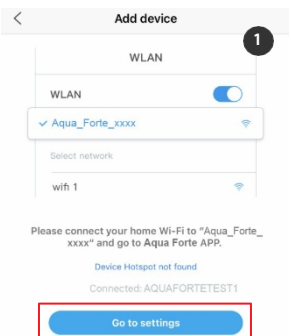 Add device
1
WLAN
WLAN
Aqua_Forte_xxxx
Select network
wifi 1
Please connect your home Wi-Fi to "Aqua_Forte_
xxxx" and go to Aqua Forte APP.
Device Hotspot not found
Connected: AQUAFORTETEST1
Go to settings